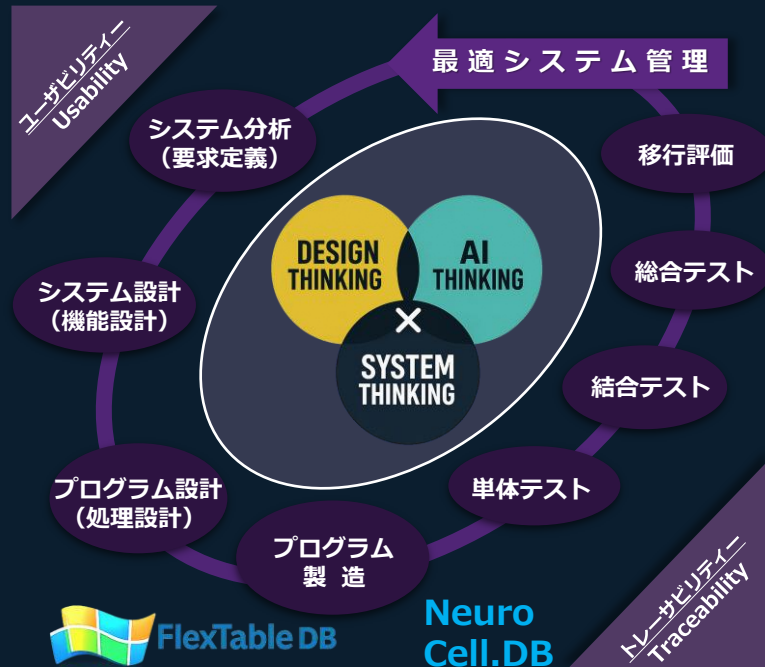 ユーザビリティー
Usability
最適システム管理
システム分析
（要求定義）
移行評価
DESIGN
THINKING
AI
THINKING
システム設計
（機能設計）
総合テスト
×
SYSTEM
THINKING
結合テスト
プログラム設計
（処理設計）
単体テスト
プログラム
製 造
トレーサビリティー
Traceability
FlexTable DB
Neuro
Cell.DB